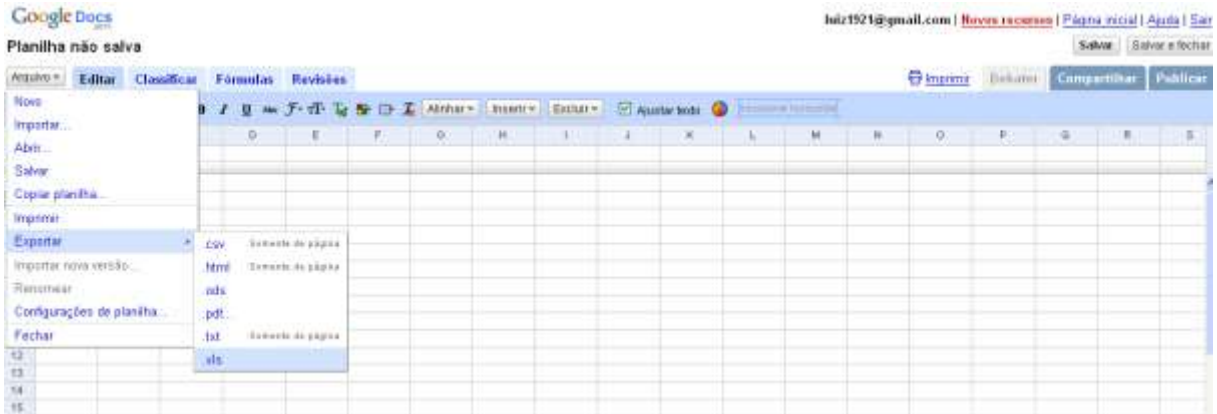 Google Docs
luiz1921@gmail.com | Novos recursos | Página inicial | Ajuda | Sair
Planilha não salva
Salvar Salvar e fechar
Arquivo Editar Classificar Fórmulas Revisões
Imprimir Debater Compartilhar Publicar
Alinhar Inserir Excluir Ajustar texto
D E F G H I J K L M N O P Q R S
Novo
Importar...
Abrir...
Salvar
Copiar planilha...
Imprimir
Exportar
.csv Somente da página
Importar nova versão...
.html Somente da página
Renomear
.ods
Configurações de planilha...
.pdf...
Fechar
.txt Somente da página
.xls
12
13
14
15